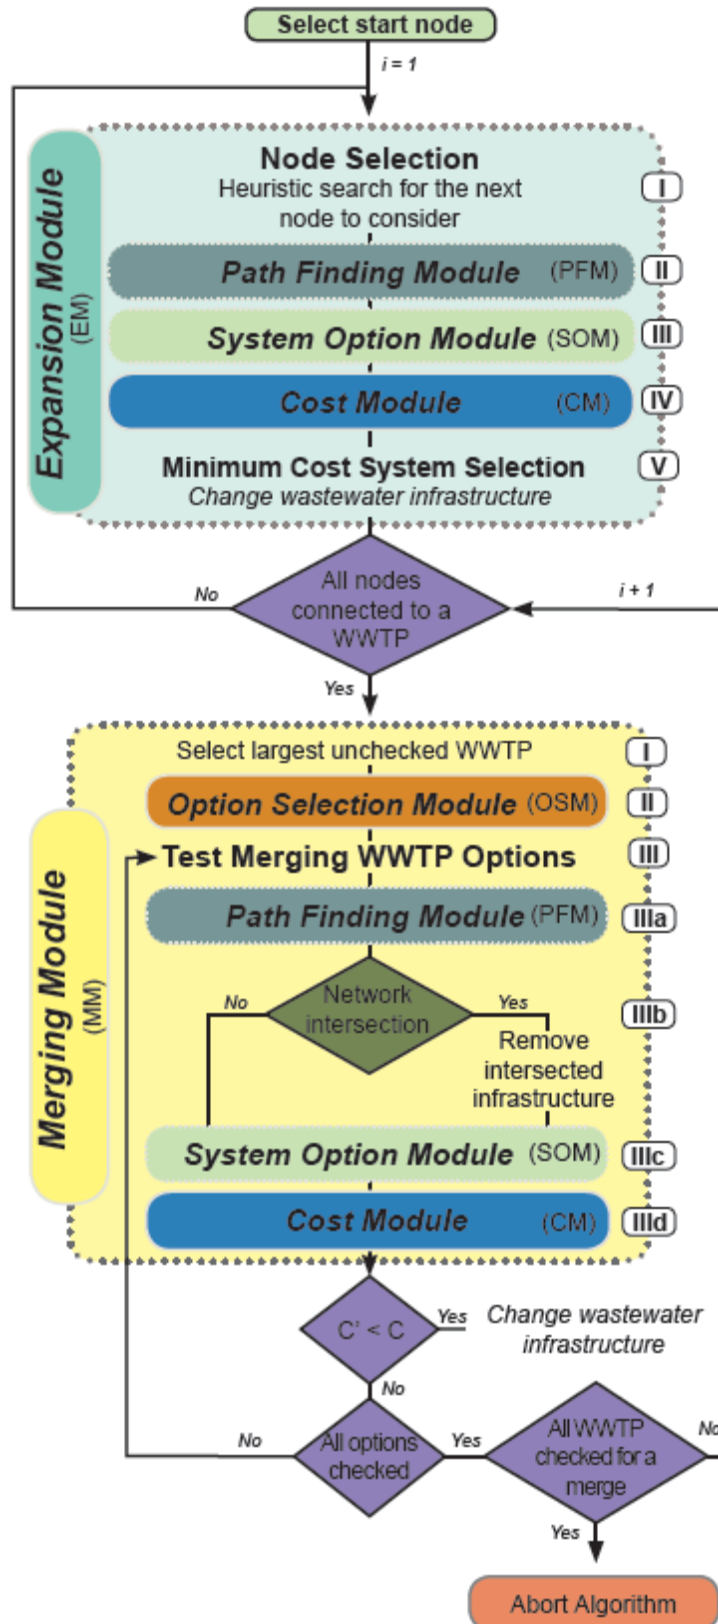 Select start node
i = 1
Expansion Module
(EM)
Node Selection
Heuristic search for the next
node to consider
I
Path Finding Module (PFM)
II
System Option Module (SOM)
III
Cost Module (CM)
IV
Minimum Cost System Selection
V
Change wastewater infrastructure
No
All nodes
connected to a
WWTP
i + 1
Yes
Merging Module
(MM)
Select largest unchecked WWTP
I
Option Selection Module (OSM)
II
Test Merging WWTP Options
III
Path Finding Module (PFM)
IIIa
No
Network
intersection
Yes
IIIb
Remove
intersected
infrastructure
System Option Module (SOM)
IIIc
Cost Module (CM)
IIId
C' < C
Yes
Change wastewater
infrastructure
No
No
All options
checked
Yes
All WWTP
checked for a
merge
No
Yes
Abort Algorithm